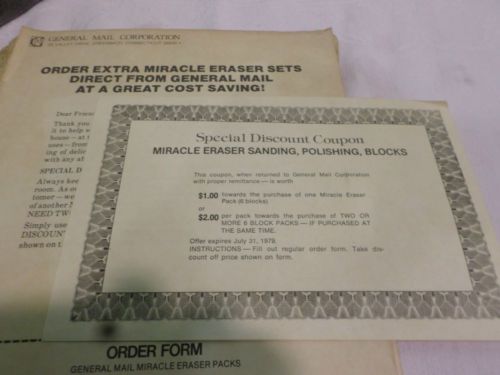 GENERAL MAIL CORPORATION
ORDER EXTRA MIRACLE ERASER SETS
DIRECT FROM GENERAL MAIL
AT A GREAT COST SAVING!
Dear Friend
Thank you
it to help
house — at
uses — from
ing of delic
with any
SPECIAL D
Always kee
room. As
tomer — we
of another
NEED TW
Simply use
DISCOUN
shown on
Special Discount Coupon
MIRACLE ERASER SANDING, POLISHING, BLOCKS
This coupon, when returned to General Mail Corporation
with proper remittance — is worth
$1.00 towards the purchase of one Miracle Eraser
Pack (6 blocks)
or
$2.00 per pack towards the purchase of TWO OR
MORE 6 BLOCK PACKS — IF PURCHASED
AT THE SAME TIME.
Offer expires July 31, 1979.
INSTRUCTIONS — Fill out regular order form. Take dis-
count off price shown on form.
ORDER FORM
GENERAL MAIL MIRACLE ERASER PACKS